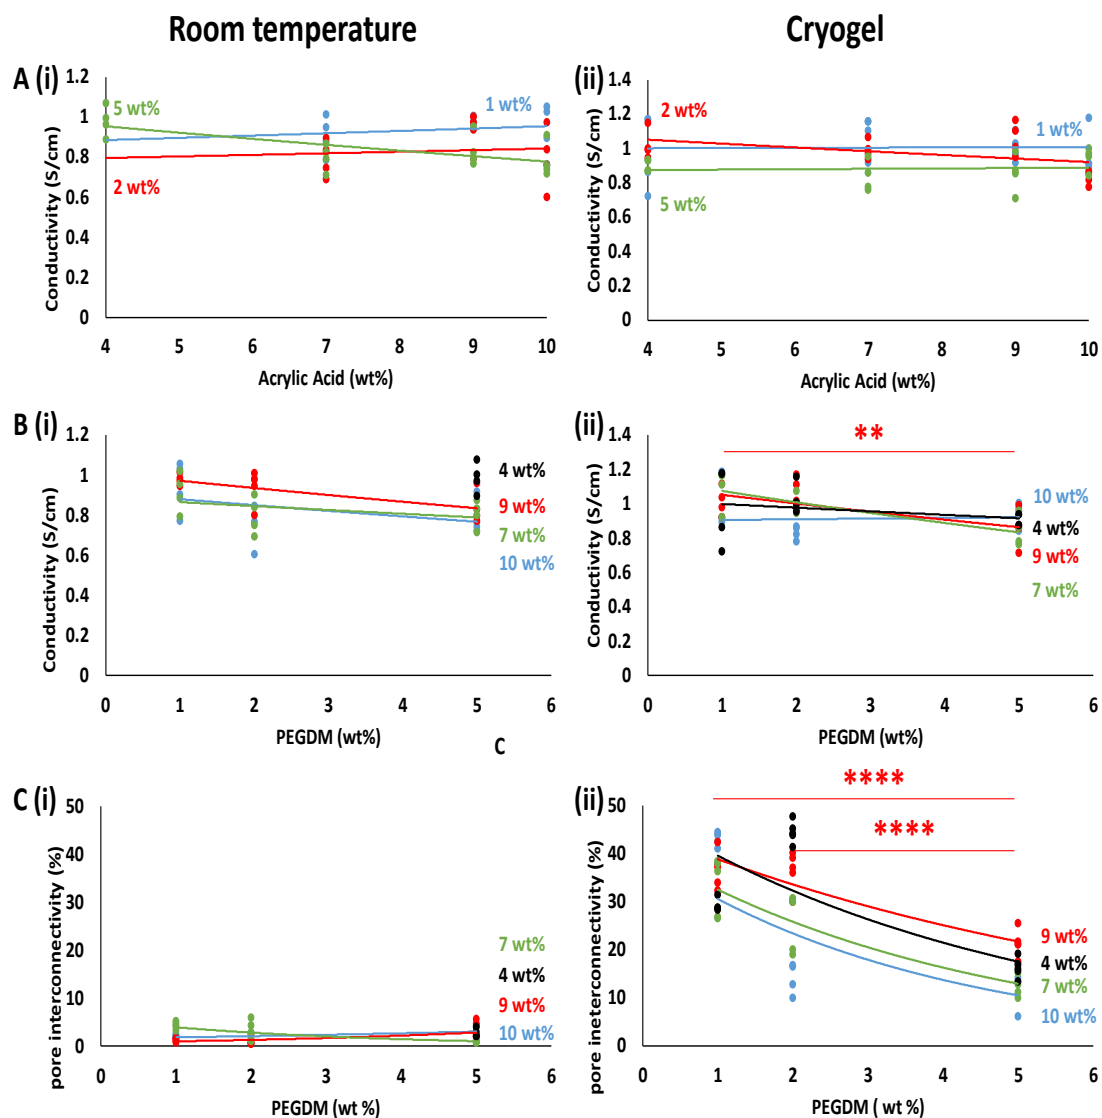 Room temperature
Cryogel
A (i)
Conductivity (S/cm)
1.2
1
0.8
0.6
0.4
0.2
0
5 wt%
1 wt%
2 wt%
4 5 6 7 8 9 10
Acrylic Acid (wt%)
(ii)
Conductivity (S/cm)
1.4
1.2
1
0.8
0.6
0.4
0.2
0
2 wt%
1 wt%
5 wt%
4 5 6 7 8 9 10
Acrylic Acid (wt%)
B (i)
Conductivity (S/cm)
1.2
1
0.8
0.6
0.4
0.2
0
4 wt%
9 wt%
7 wt%
10 wt%
0 1 2 3 4 5 6
PEGDM (wt%)
(ii)
Conductivity (S/cm)
1.4
1.2
1
0.8
0.6
0.4
0.2
0
**
10 wt%
4 wt%
9 wt%
7 wt%
0 1 2 3 4 5 6
PEGDM (wt%)
C
C (i)
pore interconnectivity (%)
50
40
30
20
10
0
7 wt%
4 wt%
9 wt%
10 wt%
0 1 2 3 4 5 6
PEGDM (wt %)
(ii)
pore ineterconnectivity (%)
50
40
30
20
10
0
****
****
9 wt%
4 wt%
7 wt%
10 wt%
0 1 2 3 4 5 6
PEGDM ( wt %)